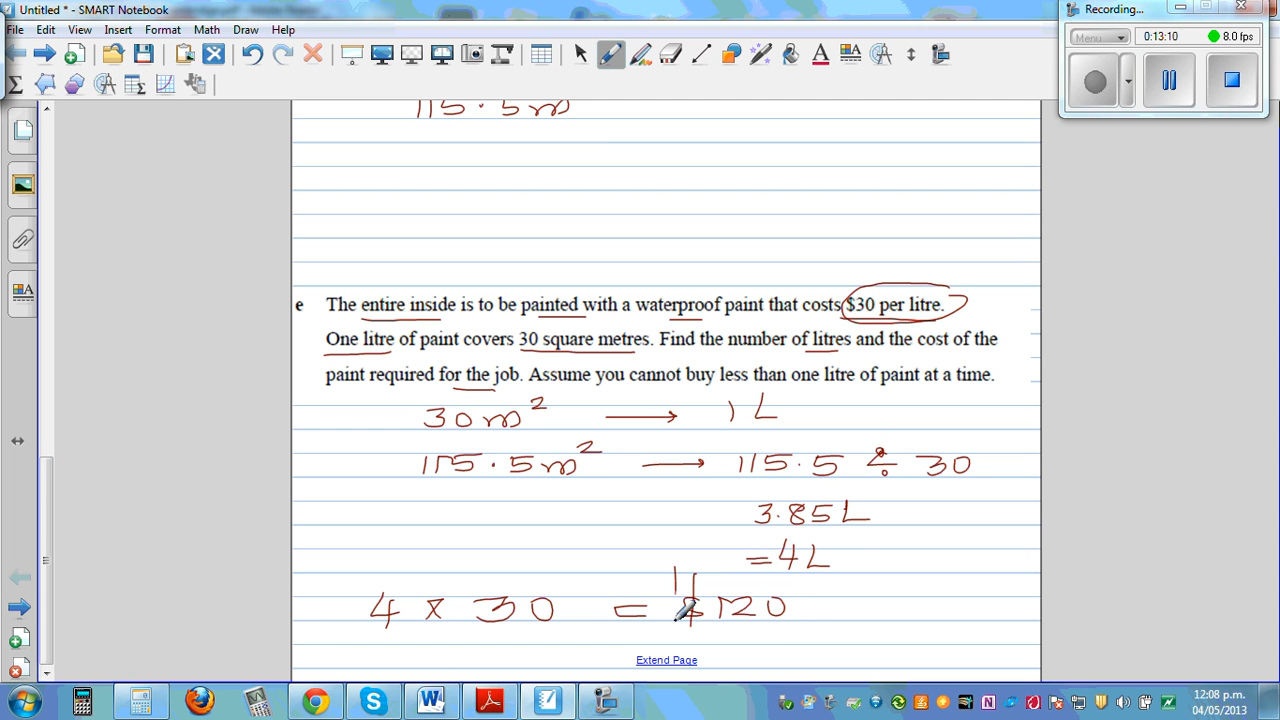 Untitled * - SMART Notebook
File Edit View Insert Format Math Draw Help
Recording...
Menu 0:13:10 8.0 fps
115.5m
e The entire inside is to be painted with a waterproof paint that costs $30 per litre.
One litre of paint covers 30 square metres. Find the number of litres and the cost of the
paint required for the job. Assume you cannot buy less than one litre of paint at a time.
30m² → 1 L
115.5m² → 115.5 ÷ 30
3.85L
=4L
4 x 30 = $120
Extend Page
12:08 p.m.
04/05/2013